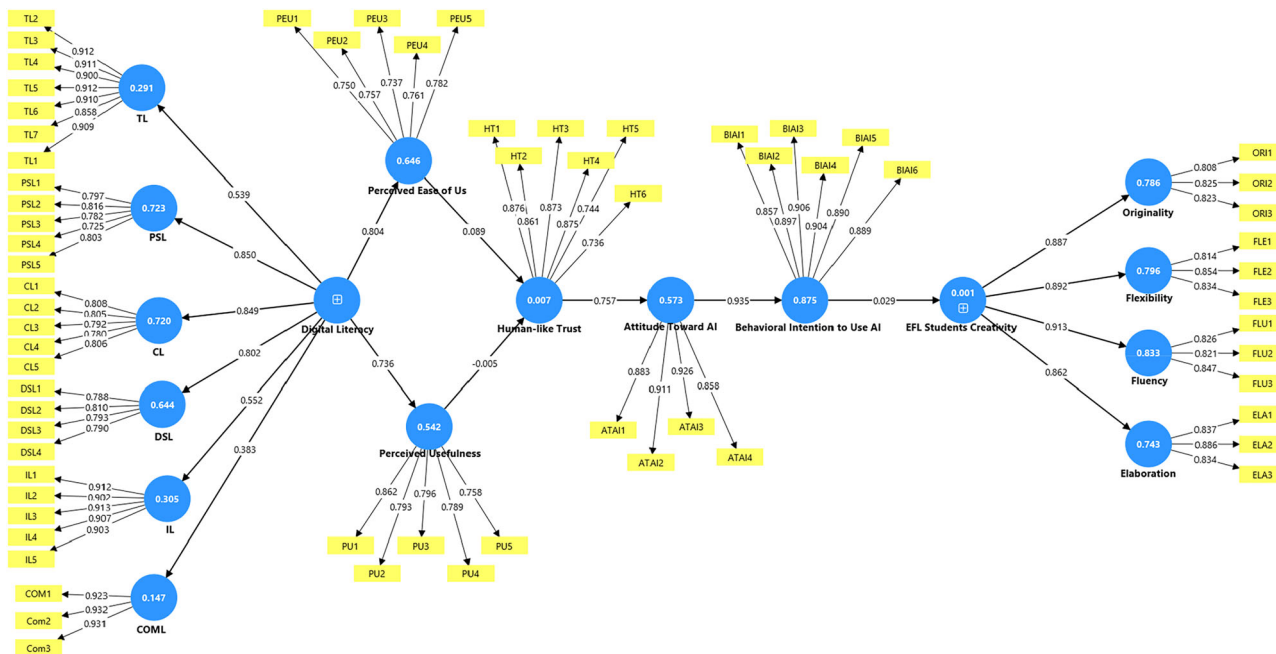 TL2
TL3
TL4
TL5
TL6
TL7
TL1
0.912
0.911
0.900
0.912
0.910
0.858
0.909
0.291
TL
PSL1
PSL2
PSL3
PSL4
PSL5
0.797
0.816
0.782
0.725
0.803
0.723
PSL
CL1
CL2
CL3
CL4
CL5
0.808
0.805
0.792
0.780
0.806
0.720
CL
DSL1
DSL2
DSL3
DSL4
0.788
0.810
0.793
0.790
0.644
DSL
IL1
IL2
IL3
IL4
IL5
0.912
0.902
0.913
0.907
0.903
0.305
IL
COM1
Com2
Com3
0.923
0.932
0.931
0.147
COML
0.539
0.850
0.849
0.802
0.552
0.383
Digital Literacy
0.804
0.736
PEU1
PEU2
PEU3
PEU4
PEU5
0.750
0.757
0.737
0.761
0.782
0.646
Perceived Ease of Us
0.089
0.542
Perceived Usefulness
-0.005
0.862
0.793
0.796
0.789
0.758
PU1
PU2
PU3
PU4
PU5
HT1
HT2
HT3
HT4
HT5
HT6
0.876
0.861
0.873
0.875
0.744
0.736
0.007
Human-like Trust
0.757
0.573
Attitude Toward AI
0.883
0.911
0.926
0.858
ATAI1
ATAI2
ATAI3
ATAI4
0.935
BIAI1
BIAI2
BIAI3
BIAI4
BIAI5
BIAI6
0.857
0.897
0.906
0.904
0.890
0.889
0.875
Behavioral Intention to Use AI
0.029
0.001
EFL Students Creativity
0.887
0.892
0.913
0.862
0.786
Originality
0.808
0.825
0.823
ORI1
ORI2
ORI3
0.796
Flexibility
0.814
0.854
0.834
FLE1
FLE2
FLE3
0.833
Fluency
0.826
0.821
0.847
FLU1
FLU2
FLU3
0.743
Elaboration
0.837
0.886
0.834
ELA1
ELA2
ELA3